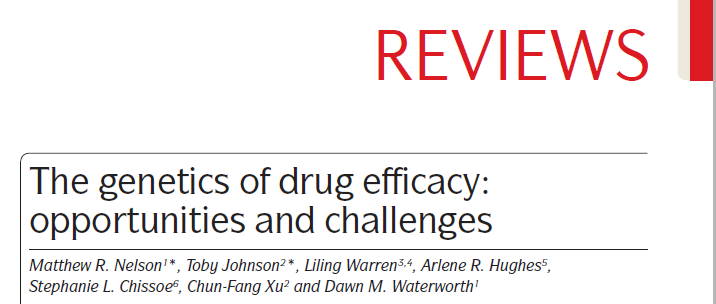 REVIEWS
The genetics of drug efficacy:
opportunities and challenges
Matthew R. Nelson¹*, Toby Johnson²*, Liling Warren³,⁴, Arlene R. Hughes⁵,
Stephanie L. Chissoe⁶, Chun-Fang Xu² and Dawn M. Waterworth¹